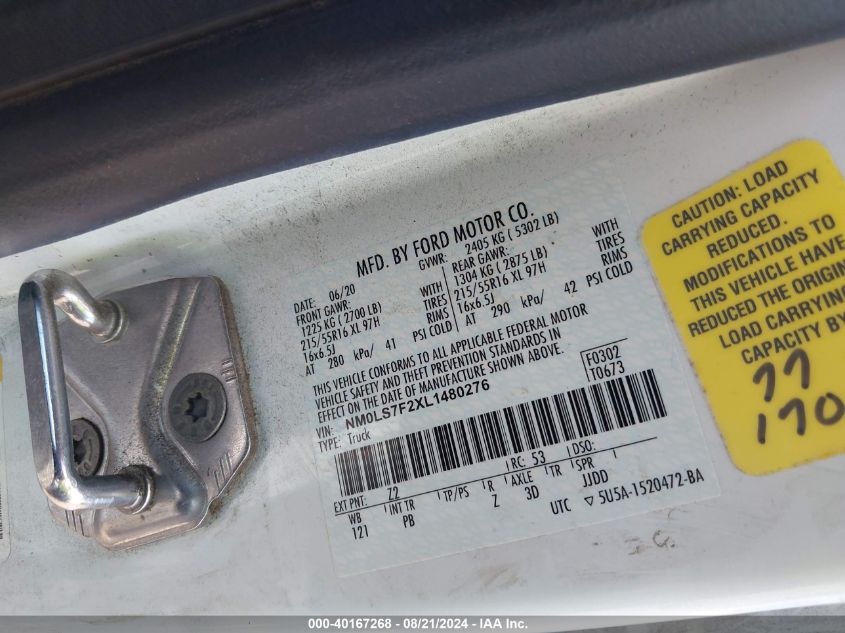 MFD. BY FORD MOTOR CO.
DATE: 06/20
GVWR: 2405 KG ( 5302 LB)
FRONT GAWR:
REAR GAWR:
1225 KG ( 2700 LB)
WITH
1304 KG ( 2875 LB)
WITH
215/55R16 XL 97H
TIRES
215/55R16 XL 97H
TIRES
16x6.5J
RIMS
16x6.5J
RIMS
AT 280 kPa/ 41 PSI COLD
AT 290 kPa/ 42 PSI COLD
THIS VEHICLE CONFORMS TO ALL APPLICABLE FEDERAL MOTOR
VEHICLE SAFETY AND THEFT PREVENTION STANDARDS IN
EFFECT ON THE DATE OF MANUFACTURE SHOWN ABOVE.
VIN: NM0LS7F2XL1480276
TYPE: Truck
F0302
T0673
EXT PNT: Z2
RC: 53
DSO:
WB
INT TR
TP/PS
R
AXLE
TR
SPR
121
PB
Z
3D
JJDD
UTC ▽ 5U5A-1520472-BA
CAUTION: LOAD
CARRYING CAPACITY
REDUCED.
MODIFICATIONS TO
THIS VEHICLE HAVE
REDUCED THE ORIGIN
LOAD CARRYING
CAPACITY BY
77
170
000-40167268 - 08/21/2024 - IAA Inc.